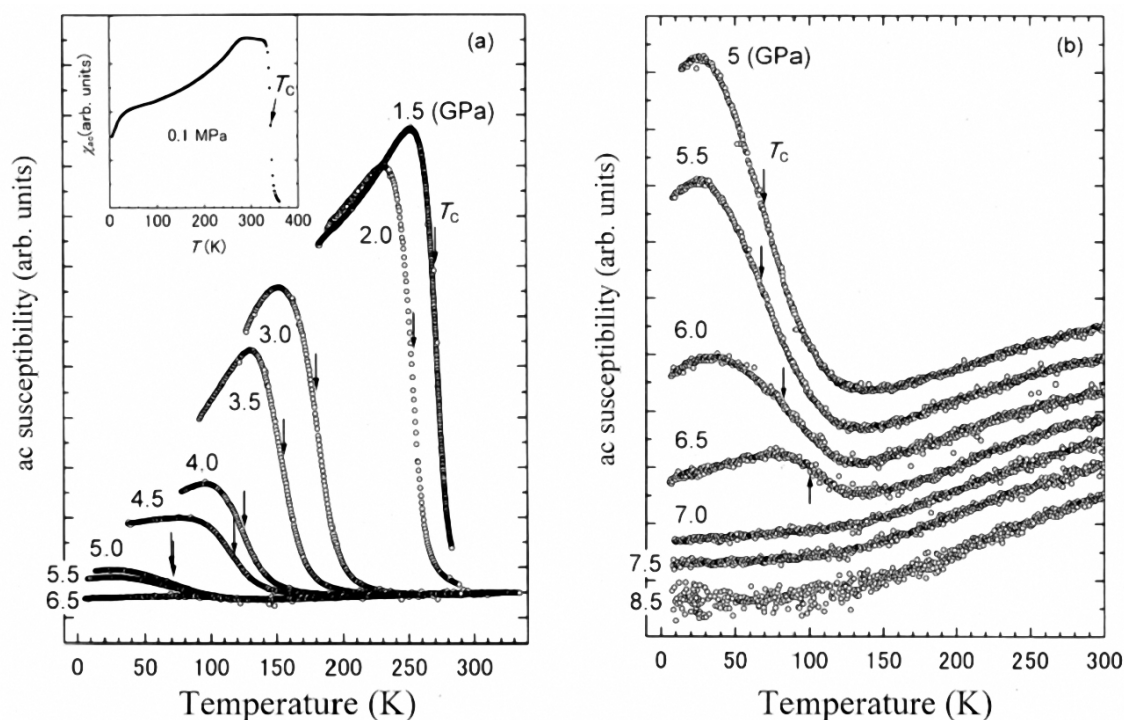 (a)
χac(arb. units)
TC
0.1 MPa
0 100 200 300 400
T(K)
1.5 (GPa)
2.0
TC
3.0
3.5
4.0
4.5
5.0
5.5
6.5
ac susceptibility (arb. units)
0 50 100 150 200 250 300
Temperature (K)
(b)
5 (GPa)
5.5
TC
6.0
6.5
7.0
7.5
8.5
ac susceptibility (arb. units)
0 50 100 150 200 250 300
Temperature (K)